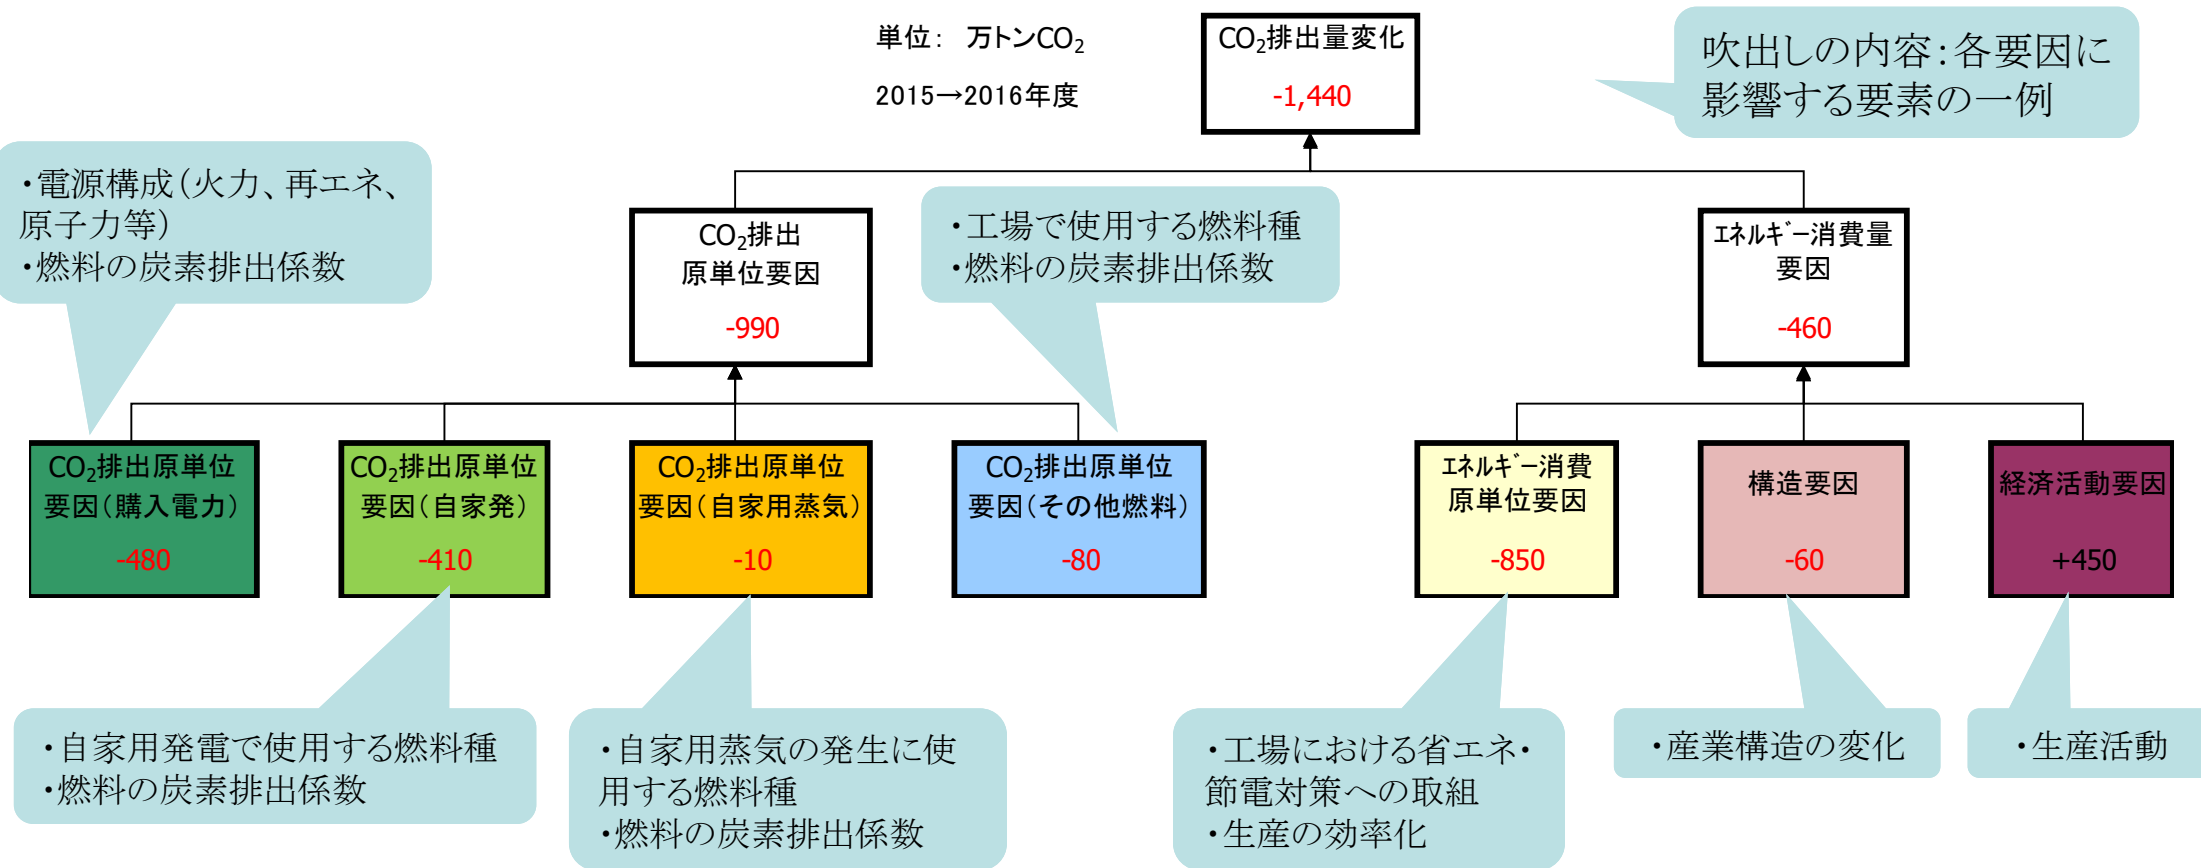 単位： 万トンCO₂
2015→2016年度
CO₂排出量変化
-1,440
吹出しの内容：各要因に
影響する要素の一例
・電源構成（火力、再エネ、
原子力等）
・燃料の炭素排出係数
CO₂排出
原単位要因
-990
・工場で使用する燃料種
・燃料の炭素排出係数
ｴﾈﾙｷﾞｰ消費量
要因
-460
CO₂排出原単位
要因（購入電力）
-480
CO₂排出原単位
要因（自家発）
-410
CO₂排出原単位
要因（自家用蒸気）
-10
CO₂排出原単位
要因（その他燃料）
-80
ｴﾈﾙｷﾞｰ消費
原単位要因
-850
構造要因
-60
経済活動要因
+450
・自家用発電で使用する燃料種
・燃料の炭素排出係数
・自家用蒸気の発生に使
用する燃料種
・燃料の炭素排出係数
・工場における省エネ・
節電対策への取組
・生産の効率化
・産業構造の変化
・生産活動